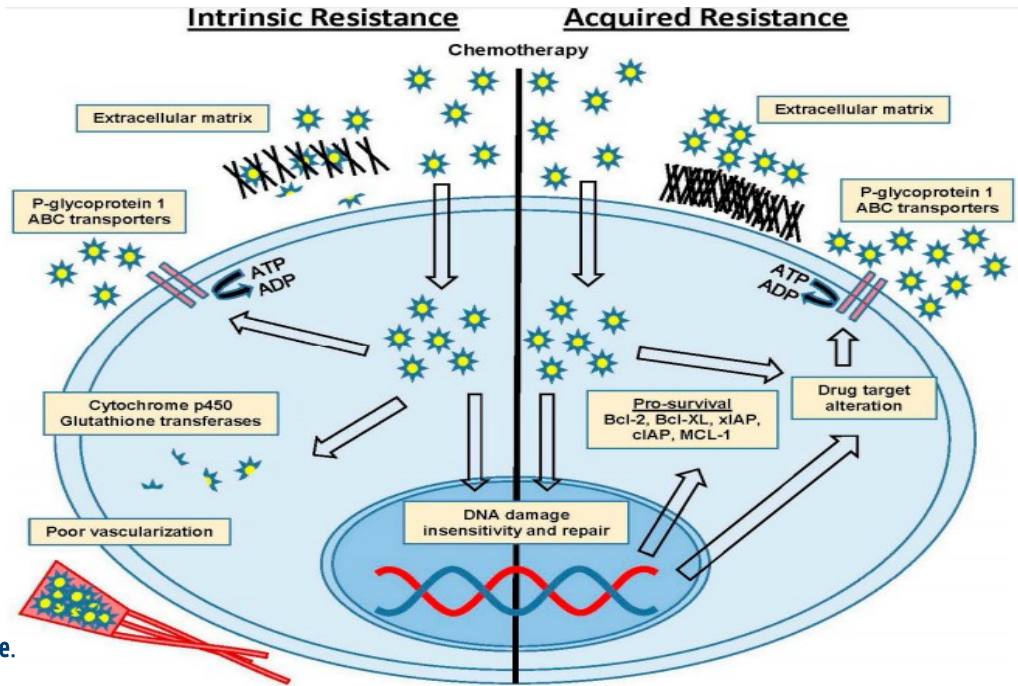 Intrinsic Resistance
Acquired Resistance
Chemotherapy
Extracellular matrix
Extracellular matrix
P-glycoprotein 1
ABC transporters
P-glycoprotein 1
ABC transporters
ATP
ADP
ATP
ADP
Cytochrome p450
Glutathione transferases
Pro-survival
Bcl-2, Bcl-XL, xIAP,
cIAP, MCL-1
Drug target
alteration
Poor vascularization
DNA damage
insensitivity and repair
e.